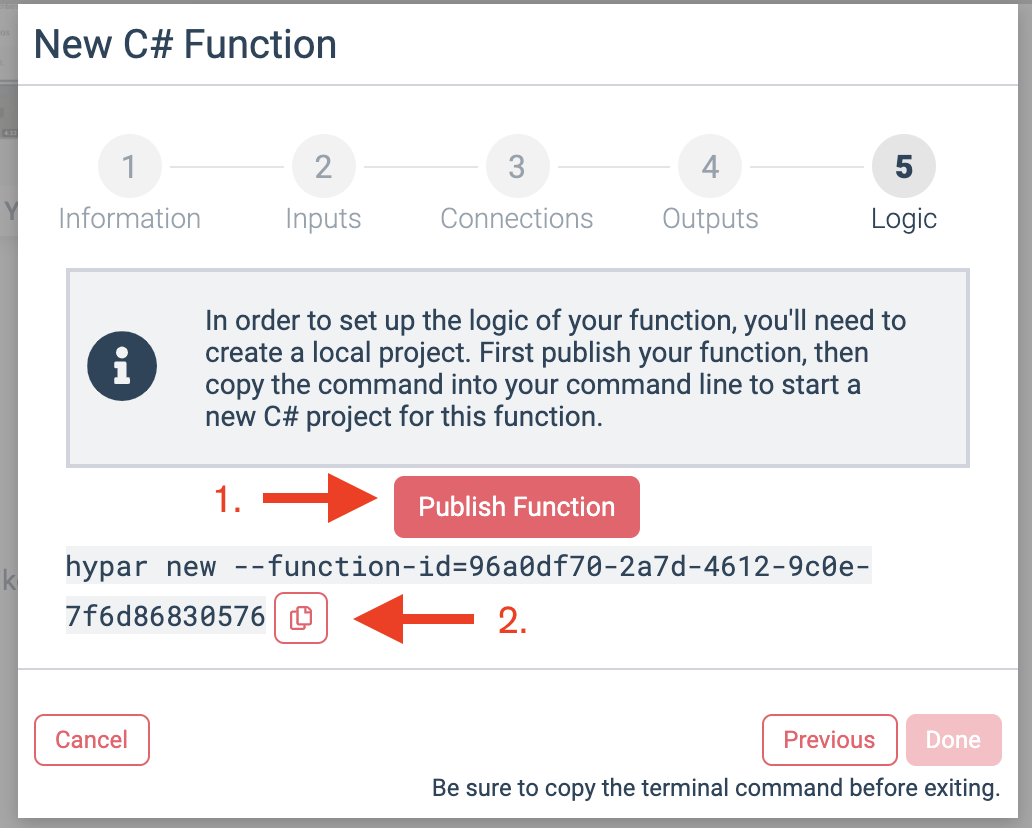 New C# Function
1
2
3
4
5
Information
Inputs
Connections
Outputs
Logic
In order to set up the logic of your function, you'll need to
create a local project. First publish your function, then
copy the command into your command line to start a
new C# project for this function.
1.
Publish Function
hypar new --function-id=96a0df70-2a7d-4612-9c0e-
7f6d86830576
2.
Cancel
Previous
Done
Be sure to copy the terminal command before exiting.